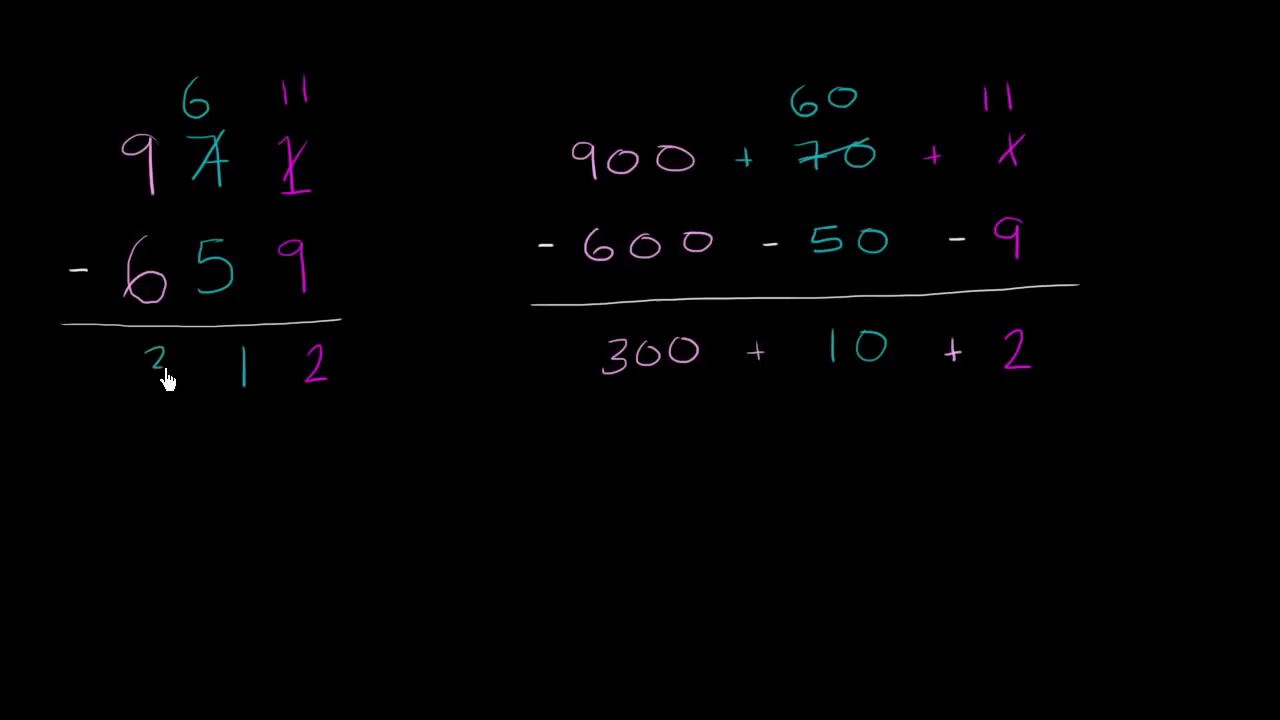 6 11 60 11
9 7 1 900 + 70 + 1
- 6 5 9 - 600 - 50 - 9
1 2 300 + 10 + 2